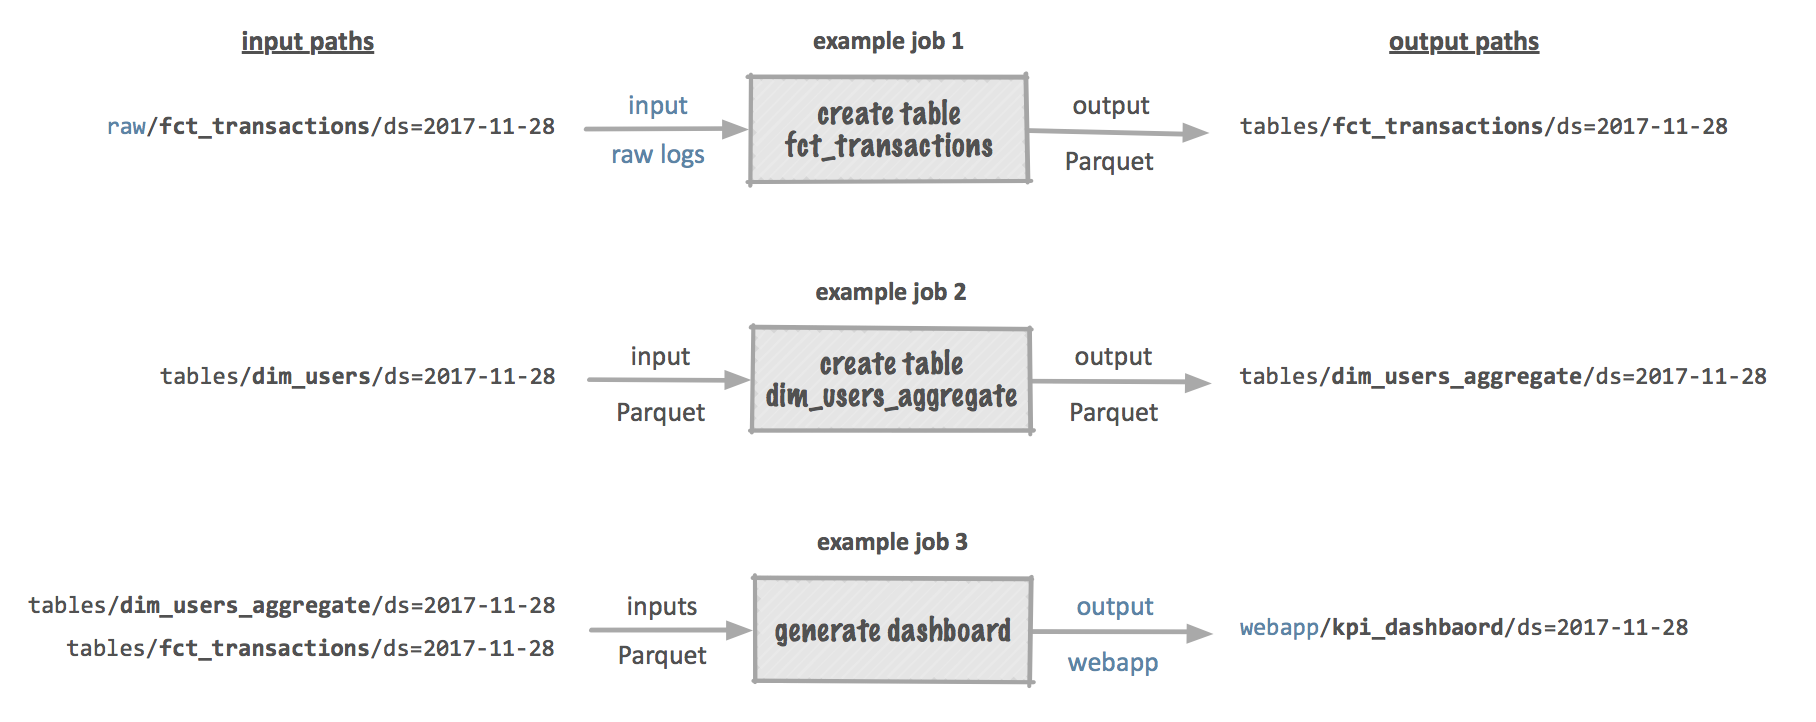 input paths
example job 1
output paths
raw/fct_transactions/ds=2017-11-28
input
raw logs
create table
fct_transactions
output
Parquet
tables/fct_transactions/ds=2017-11-28
example job 2
tables/dim_users/ds=2017-11-28
input
Parquet
create table
dim_users_aggregate
output
Parquet
tables/dim_users_aggregate/ds=2017-11-28
example job 3
tables/dim_users_aggregate/ds=2017-11-28
tables/fct_transactions/ds=2017-11-28
inputs
Parquet
generate dashboard
output
webapp
webapp/kpi_dashbaord/ds=2017-11-28